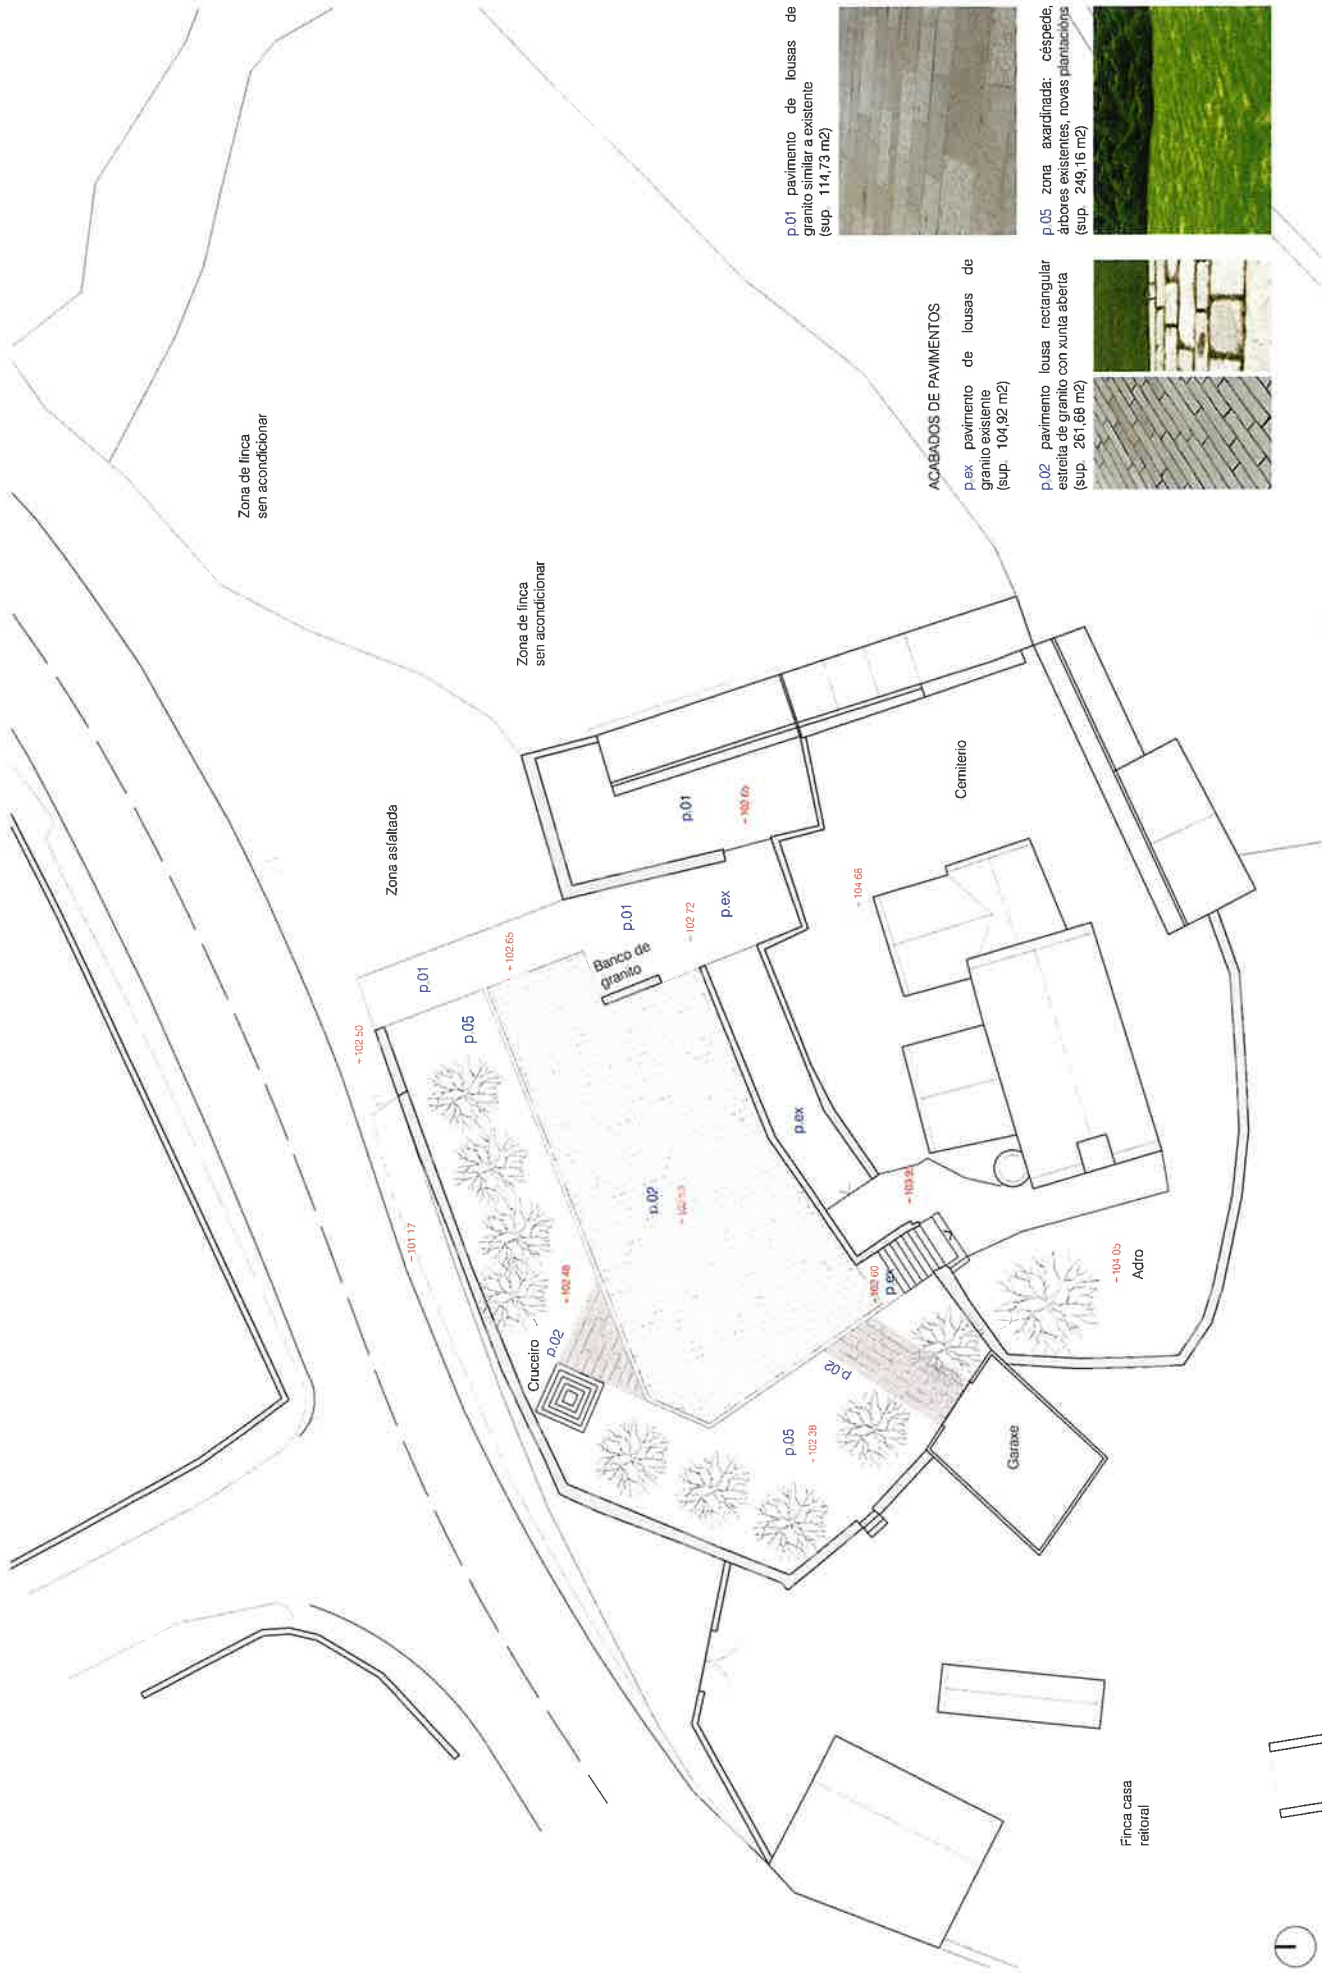 Zona de finca
sen acondicionar
Zona de finca
sen acondicionar
Zona asfaltada
p.01 pavimento de lousas de
granito similar a existente
(sup. 114,73 m2)
ACABADOS DE PAVIMENTOS
p.ex pavimento de lousas de
granito existente
(sup. 104,92 m2)
p.02 pavimento lousa rectangular
estreita de granito con xunta aberta
(sup. 261,68 m2)
p.05 zona axardinada: céspede,
árbores existentes, novas plantacións
(sup. 249,16 m2)
+102.50
p.01
+102.65
p.05
p.01
Banco de
granito
+102.72
p.ex
p.01
+102.65
Cemiterio
+104.68
+101.17
p.02
+102.53
p.ex
+102.48
Cruceiro
p.02
+102.60
p.ex
p.02
p.05
+102.38
+104.05
Adro
Garaxe
Finca casa
reitoral